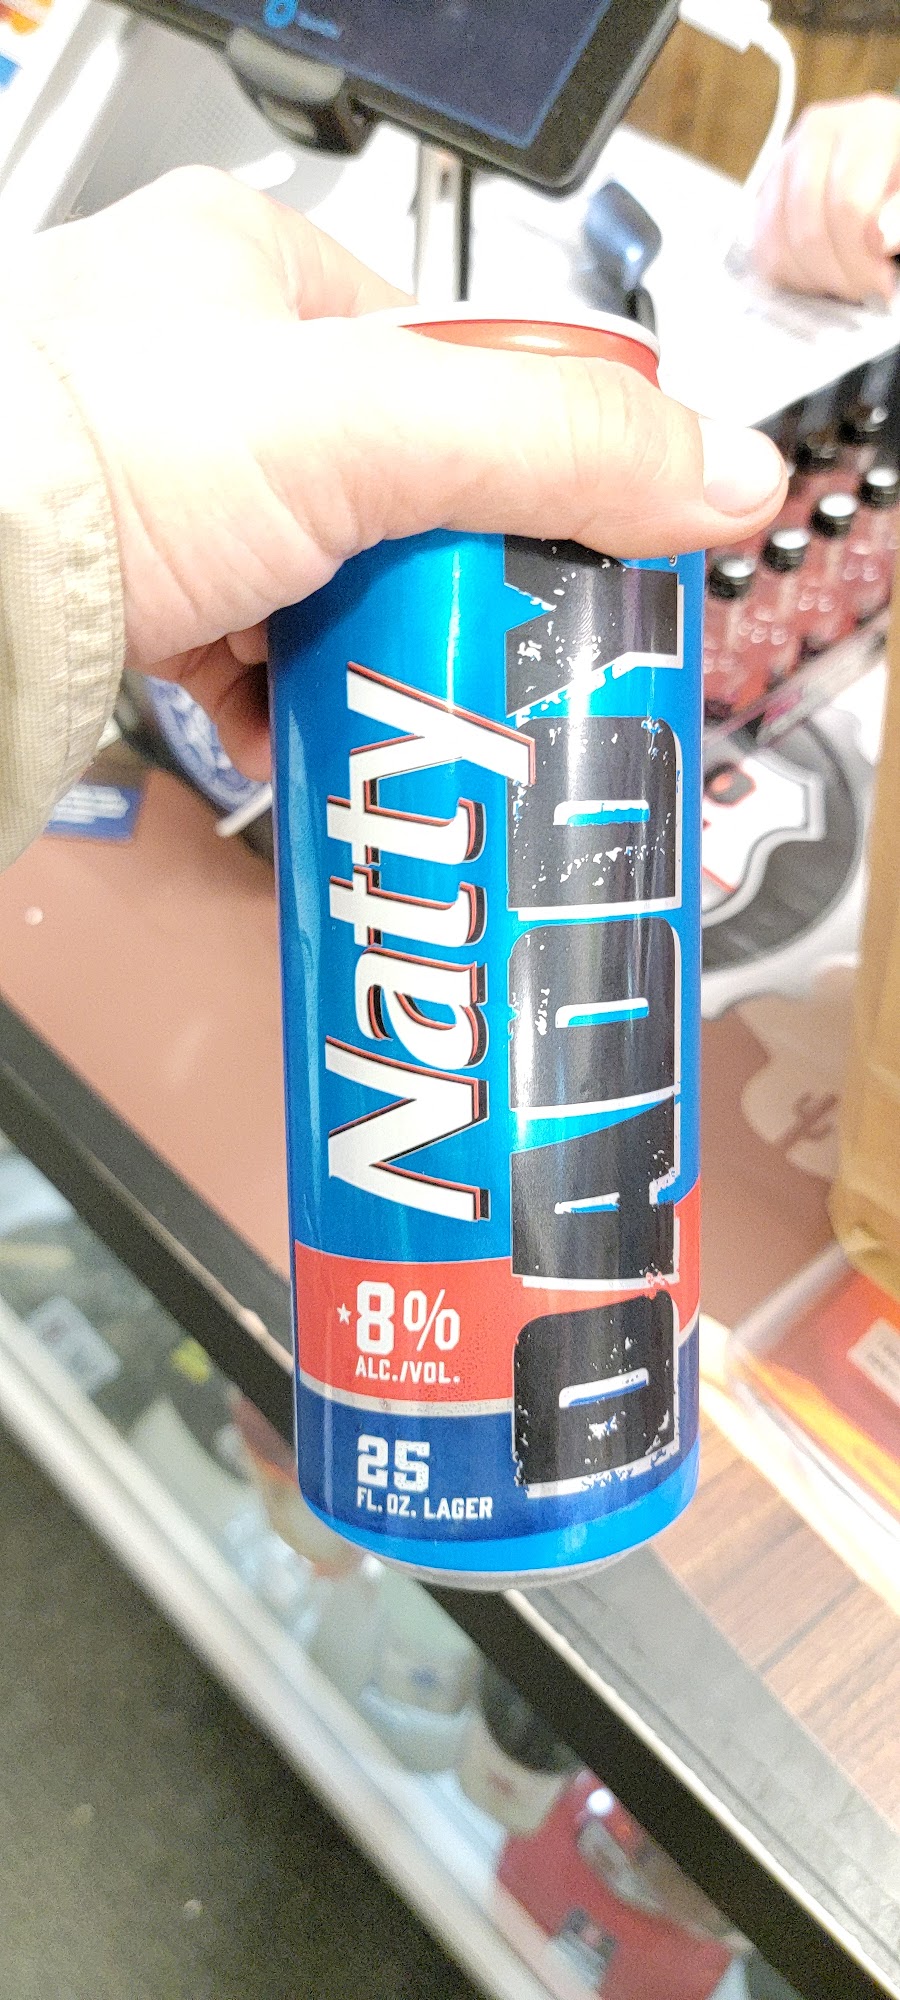 Natty
DADDY
8%
ALC./VOL.
25
FL. OZ. LAGER